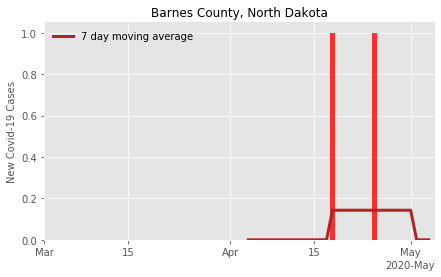 Barnes County, North Dakota
7 day moving average
New Covid-19 Cases
1.0
0.8
0.6
0.4
0.2
0.0
Mar 15 Apr 15 May
2020-May